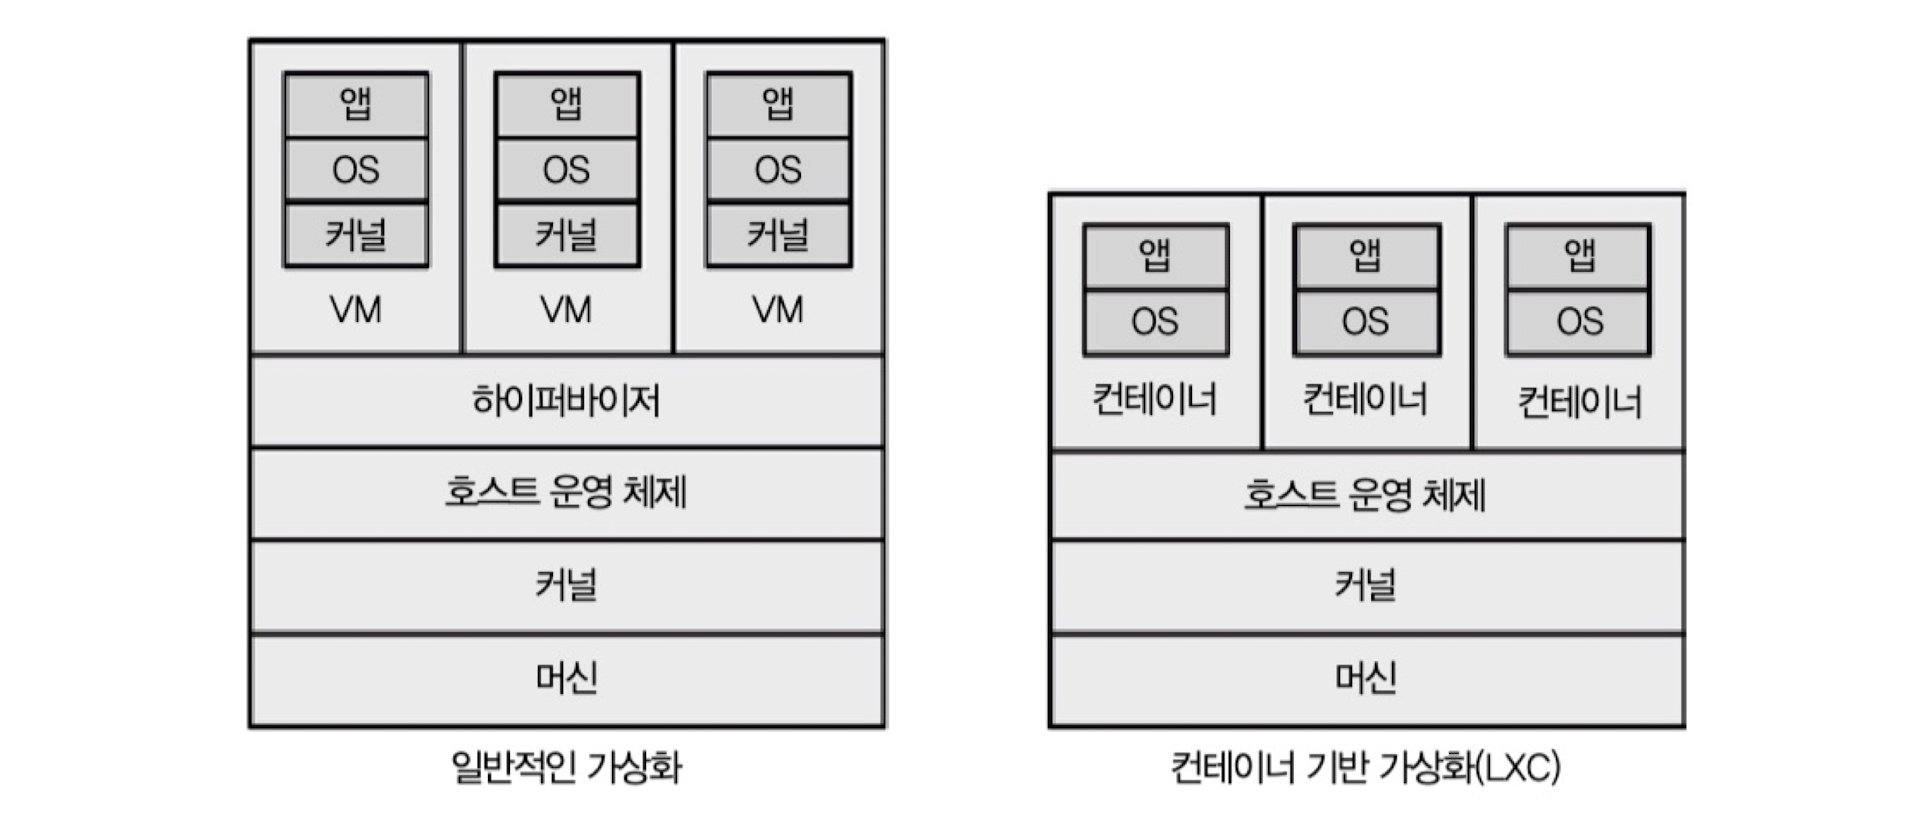 앱
OS
커널
VM
앱
OS
커널
VM
앱
OS
커널
VM
하이퍼바이저
호스트 운영 체제
커널
머신
일반적인 가상화
앱
OS
컨테이너
앱
OS
컨테이너
앱
OS
컨테이너
호스트 운영 체제
커널
머신
컨테이너 기반 가상화(LXC)